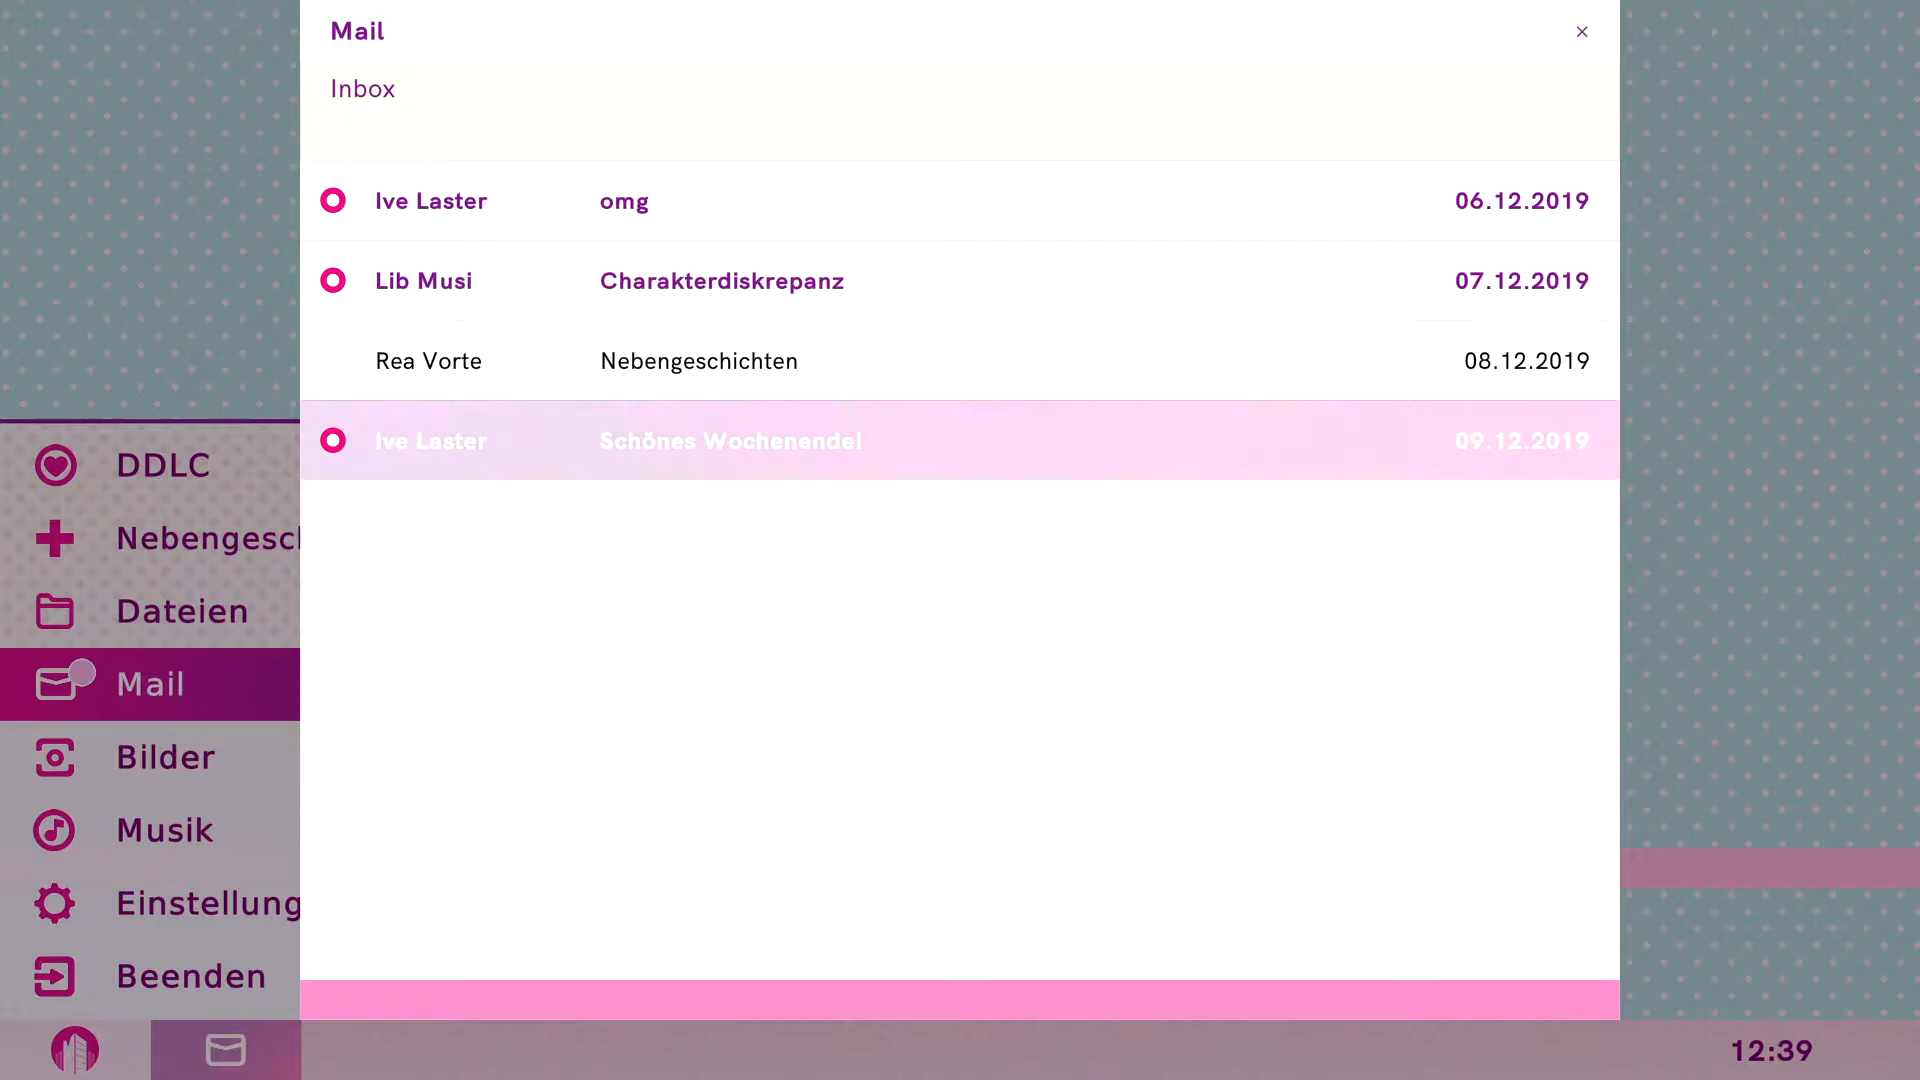 Mail
×
Inbox
Ive Laster omg 06.12.2019
Lib Musi Charakterdiskrepanz 07.12.2019
Rea Vorte Nebengeschichten 08.12.2019
Ive Laster Schönes Wochenende! 09.12.2019
DDLC
Nebengesch
Dateien
Mail
Bilder
Musik
Einstellung
Beenden
12:39